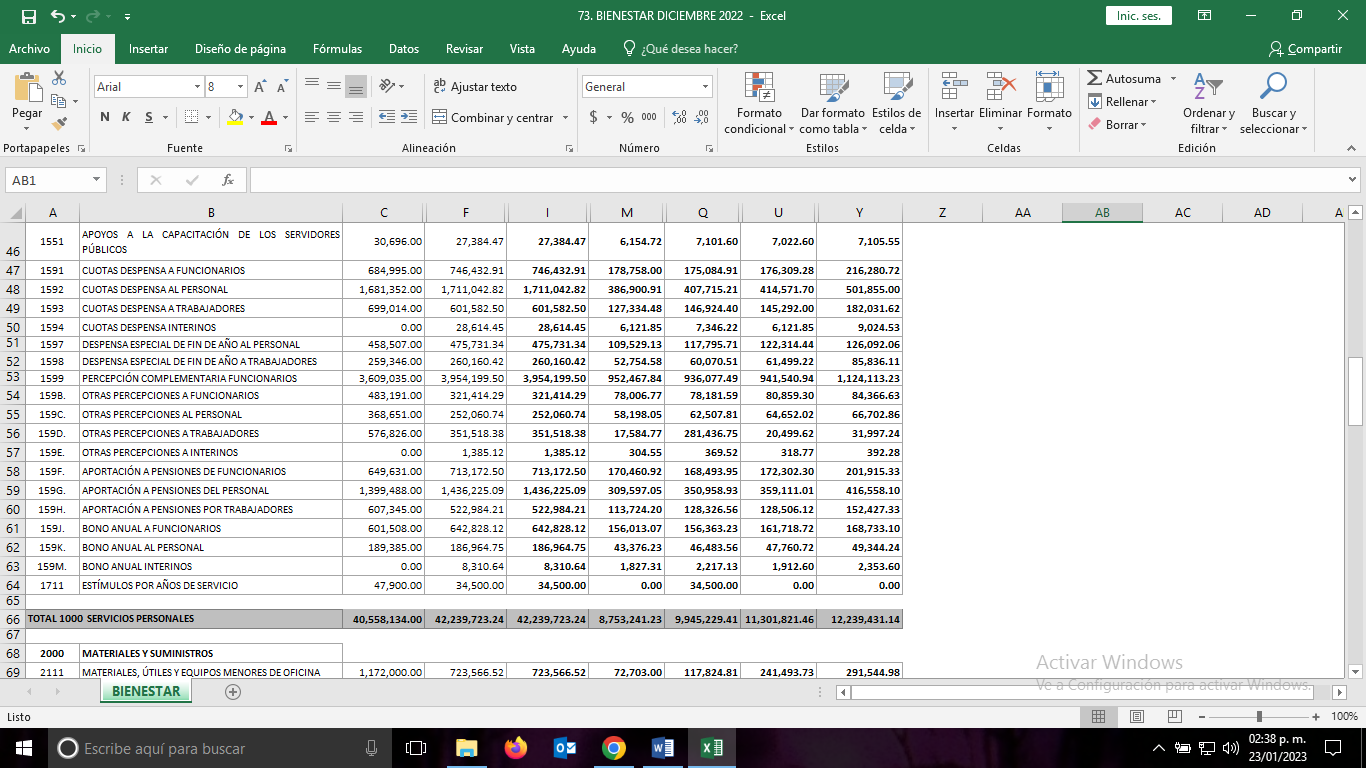 73. BIENESTAR DICIEMBRE 2022 - Excel
Inic. ses.
Archivo Inicio Insertar Diseño de página Fórmulas Datos Revisar Vista Ayuda ¿Qué desea hacer? Compartir
Pegar
Arial 8
N K S
Ajustar texto
Combinar y centrar
General
$ % 000
Formato condicional
Dar formato como tabla
Estilos de celda
Insertar Eliminar Formato
Autosuma
Rellenar
Borrar
Ordenar y filtrar
Buscar y seleccionar
Portapapeles Fuente Alineación Número Estilos Celdas Edición
AB1 fx
A B C F I M Q U Y Z AA AB AC AD A
46 1551 APOYOS A LA CAPACITACIÓN DE LOS SERVIDORES PÚBLICOS 30,696.00 27,384.47 27,384.47 6,154.72 7,101.60 7,022.60 7,105.55
47 1591 CUOTAS DESPENSA A FUNCIONARIOS 684,995.00 746,432.91 746,432.91 178,758.00 175,084.91 176,309.28 216,280.72
48 1592 CUOTAS DESPENSA AL PERSONAL 1,681,352.00 1,711,042.82 1,711,042.82 386,900.91 407,715.21 414,571.70 501,855.00
49 1593 CUOTAS DESPENSA A TRABAJADORES 699,014.00 601,582.50 601,582.50 127,334.48 146,924.40 145,292.00 182,031.62
50 1594 CUOTAS DESPENSA INTERINOS 0.00 28,614.45 28,614.45 6,121.85 7,346.22 6,121.85 9,024.53
51 1597 DESPENSA ESPECIAL DE FIN DE AÑO AL PERSONAL 458,507.00 475,731.34 475,731.34 109,529.13 117,795.71 122,314.44 126,092.06
52 1598 DESPENSA ESPECIAL DE FIN DE AÑO A TRABAJADORES 259,346.00 260,160.42 260,160.42 52,754.58 60,070.51 61,499.22 85,836.11
53 1599 PERCEPCIÓN COMPLEMENTARIA FUNCIONARIOS 3,609,035.00 3,954,199.50 3,954,199.50 952,467.84 936,077.49 941,540.94 1,124,113.23
54 159B. OTRAS PERCEPCIONES A FUNCIONARIOS 483,191.00 321,414.29 321,414.29 78,006.77 78,181.59 80,859.30 84,366.63
55 159C. OTRAS PERCEPCIONES AL PERSONAL 368,651.00 252,060.74 252,060.74 58,198.05 62,507.81 64,652.02 66,702.86
56 159D. OTRAS PERCEPCIONES A TRABAJADORES 576,826.00 351,518.38 351,518.38 17,584.77 281,436.75 20,499.62 31,997.24
57 159E. OTRAS PERCEPCIONES A INTERINOS 0.00 1,385.12 1,385.12 304.55 369.52 318.77 392.28
58 159F. APORTACIÓN A PENSIONES DE FUNCIONARIOS 649,631.00 713,172.50 713,172.50 170,460.92 168,493.95 172,302.30 201,915.33
59 159G. APORTACIÓN A PENSIONES DEL PERSONAL 1,399,488.00 1,436,225.09 1,436,225.09 309,597.05 350,958.93 359,111.01 416,558.10
60 159H. APORTACIÓN A PENSIONES POR TRABAJADORES 607,345.00 522,984.21 522,984.21 113,724.20 128,326.56 128,506.12 152,427.33
61 159J. BONO ANUAL A FUNCIONARIOS 601,508.00 642,828.12 642,828.12 156,013.07 156,363.23 161,718.72 168,733.10
62 159K. BONO ANUAL AL PERSONAL 189,385.00 186,964.75 186,964.75 43,376.23 46,483.56 47,760.72 49,344.24
63 159M. BONO ANUAL INTERINOS 0.00 8,310.64 8,310.64 1,827.31 2,217.13 1,912.60 2,353.60
64 1711 ESTÍMULOS POR AÑOS DE SERVICIO 47,900.00 34,500.00 34,500.00 0.00 34,500.00 0.00 0.00
65
66 TOTAL 1000 SERVICIOS PERSONALES 40,558,134.00 42,239,723.24 42,239,723.24 8,753,241.23 9,945,229.41 11,301,821.46 12,239,431.14
67
68 2000 MATERIALES Y SUMINISTROS
69 2111 MATERIALES, ÚTILES Y EQUIPOS MENORES DE OFICINA 1,172,000.00 723,566.52 723,566.52 72,703.00 117,824.81 241,493.73 291,544.98
Activar Windows
Ve a Configuración para activar Windows.
BIENESTAR
Listo 100%
Escribe aquí para buscar
02:38 p. m.
23/01/2023